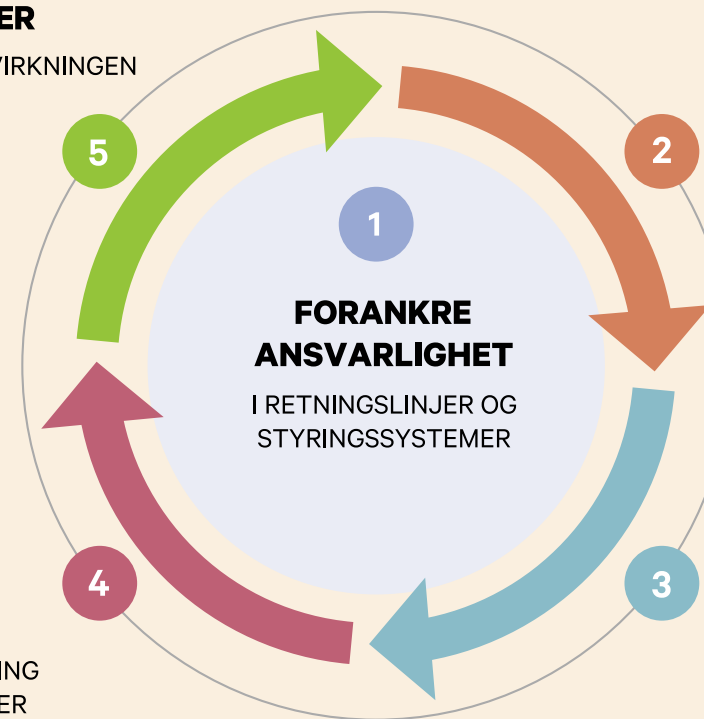 ER
VIRKNINGEN
5
2
1
FORANKRE
ANSVARLIGHET
I RETNINGSLINJER OG
STYRINGSSYSTEMER
4
3
ING
ER